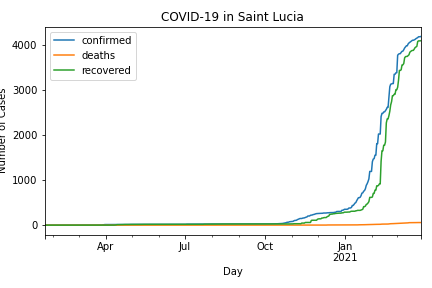 COVID-19 in Saint Lucia
confirmed
deaths
recovered
4000
3000
2000
1000
0
Number of Cases
Apr
Jul
Oct
Jan
2021
Day